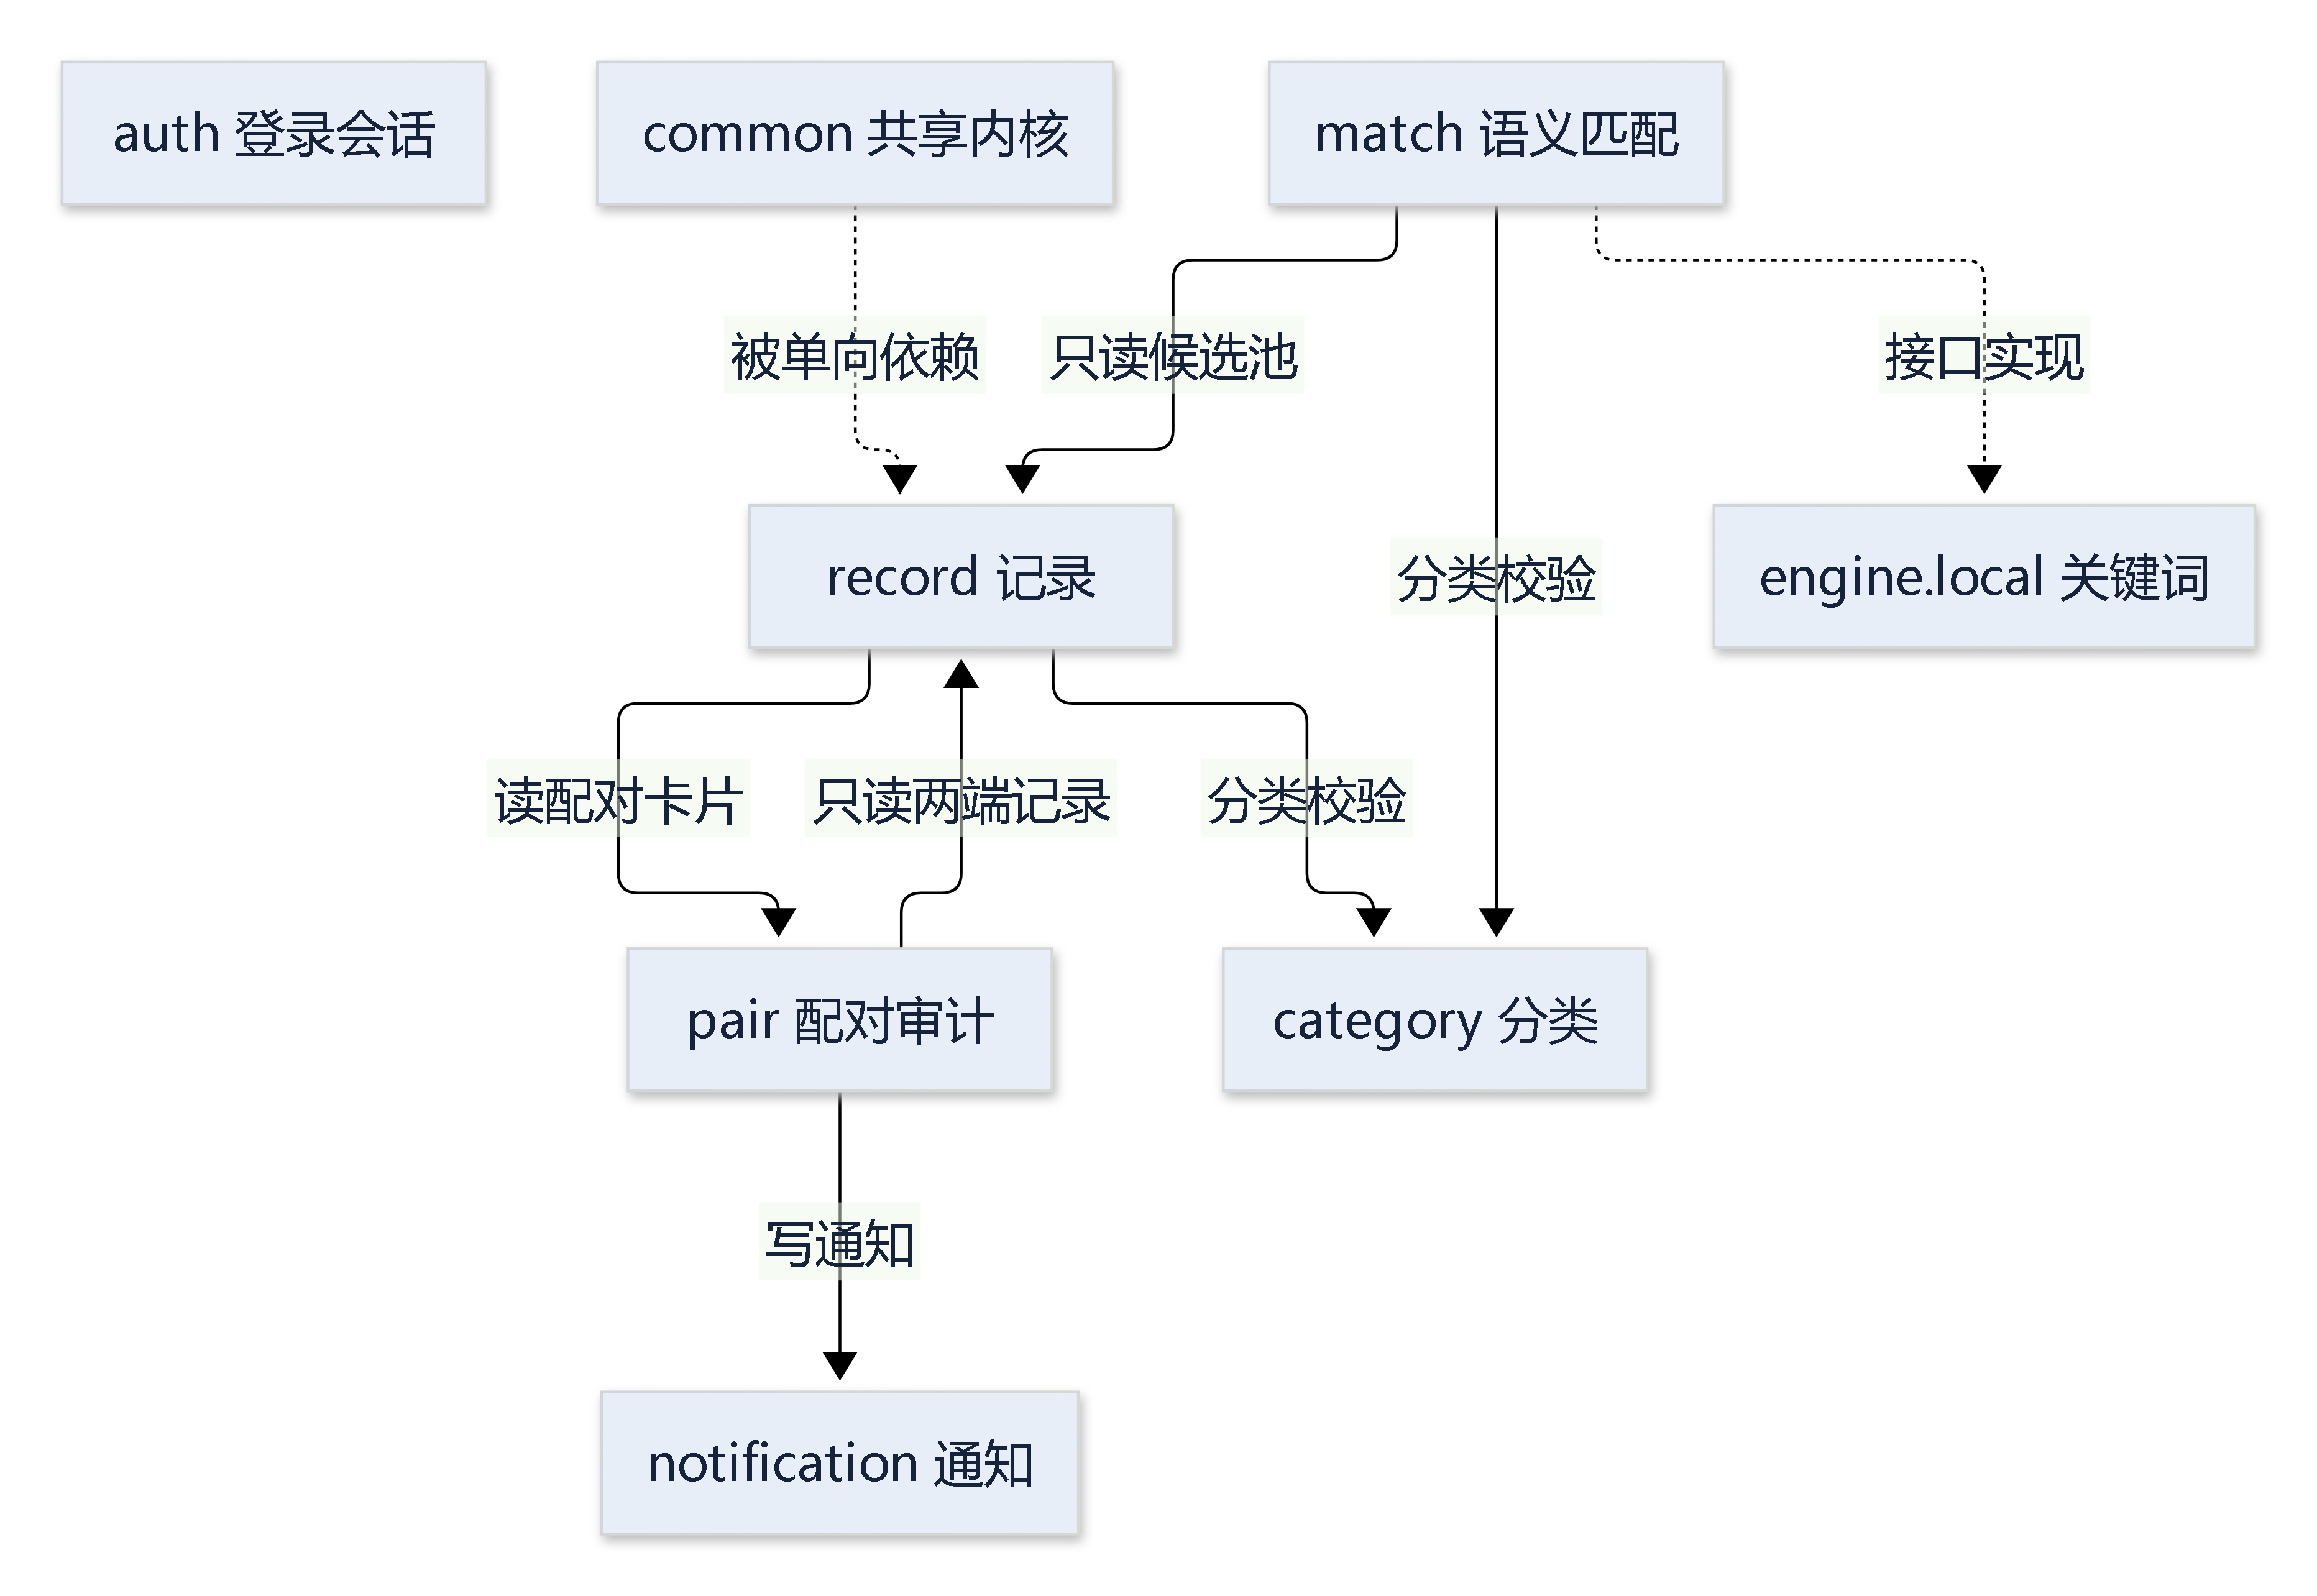 auth 登录会话
common 共享内核
match 语义匹配
被单向依赖
只读候选池
接口实现
record 记录
分类校验
engine.local 关键词
读配对卡片
只读两端记录
分类校验
pair 配对审计
category 分类
写通知
notification 通知